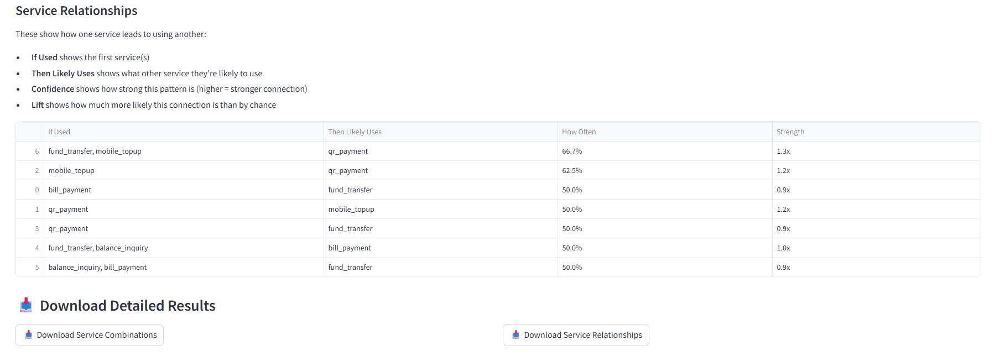 Service Relationships
These show how one service leads to using another:
If Used shows the first service(s)
Then Likely Uses shows what other service they're likely to use
Confidence shows how strong this pattern is (higher = stronger connection)
Lift shows how much more likely this connection is than by chance
If Used Then Likely Uses How Often Strength
6 fund_transfer, mobile_topup qr_payment 66.7% 1.3x
2 mobile_topup qr_payment 62.5% 1.2x
0 bill_payment fund_transfer 50.0% 0.9x
1 qr_payment mobile_topup 50.0% 1.2x
3 qr_payment fund_transfer 50.0% 0.9x
4 fund_transfer, balance_inquiry bill_payment 50.0% 1.0x
5 balance_inquiry, bill_payment fund_transfer 50.0% 0.9x
Download Detailed Results
Download Service Combinations Download Service Relationships